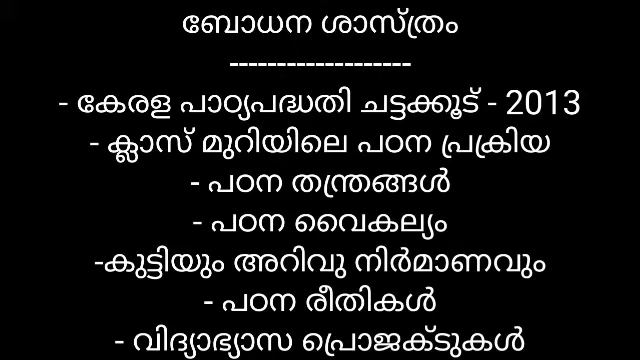 ബോധന ശാസ്ത്രം
-------------------
- കേരള പാഠ്യപദ്ധതി ചട്ടക്കൂട് - 2013
- ക്ലാസ് മുറിയിലെ പഠന പ്രക്രിയ
- പഠന തന്ത്രങ്ങൾ
- പഠന വൈകല്യം
-കുട്ടിയും അറിവു നിർമാണവും
- പഠന രീതികൾ
- വിദ്യാഭ്യാസ പ്രൊജക്ടുകൾ